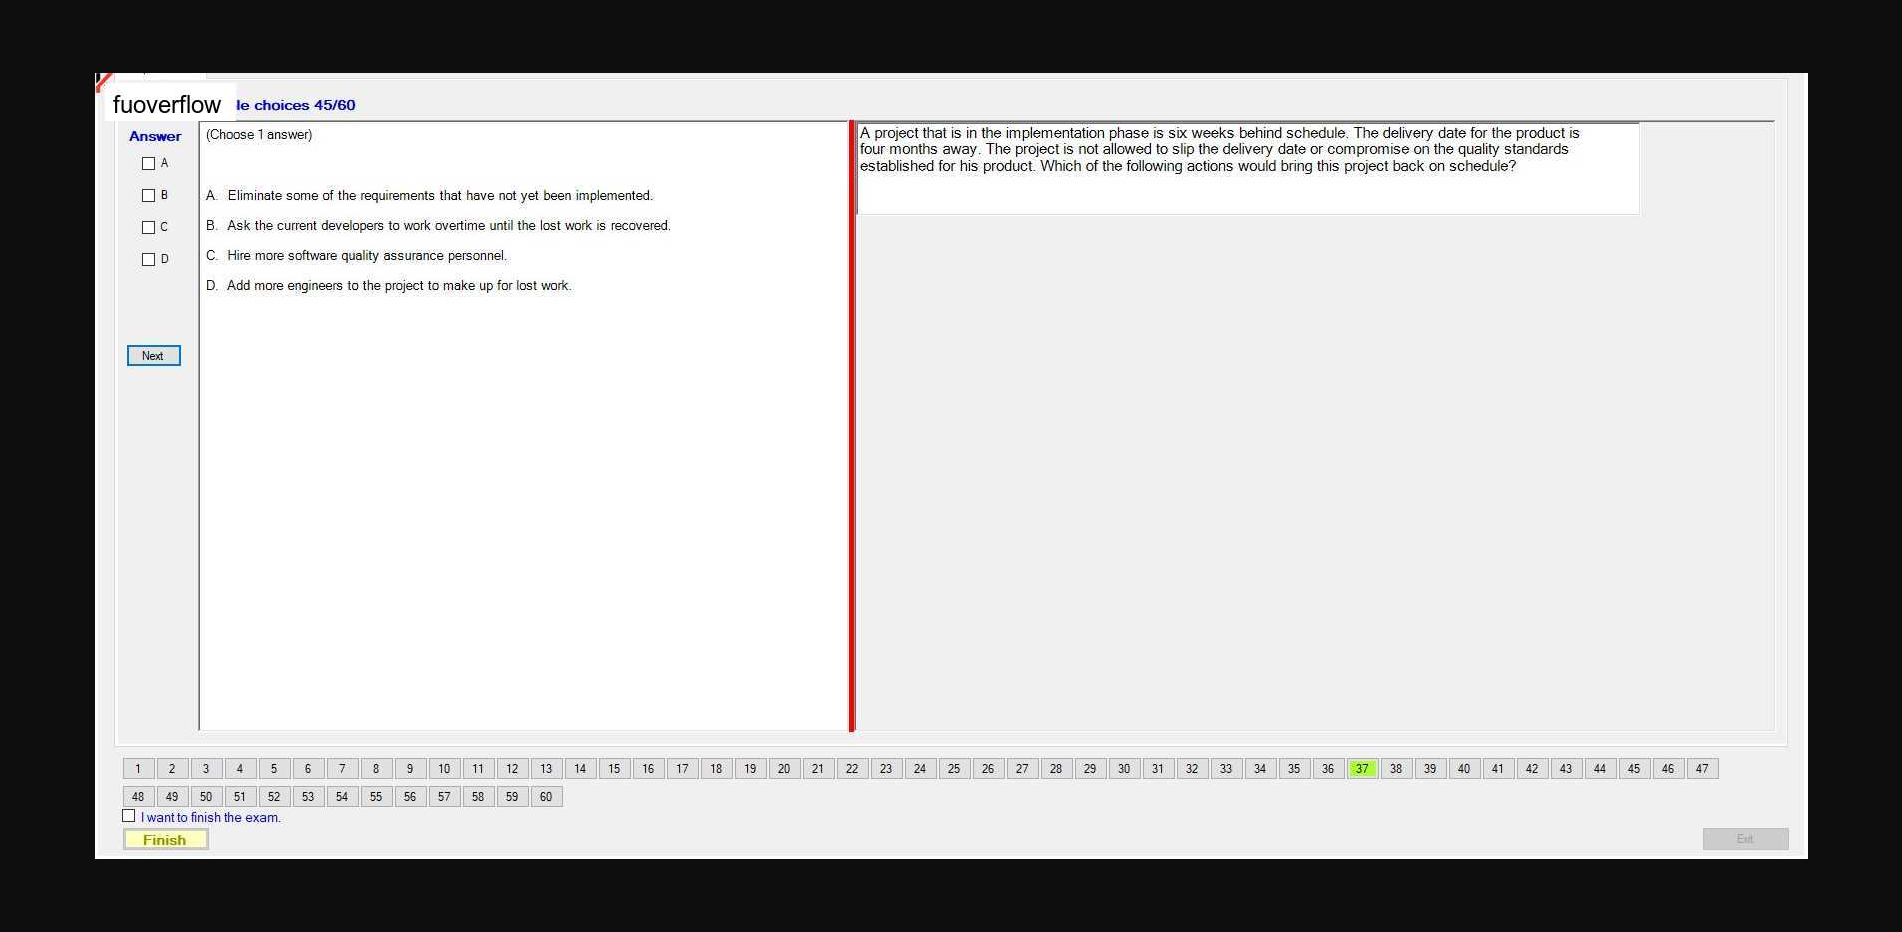 fuoverflow
le choices 45/60
Answer
(Choose 1 answer)
A
B
C
D
A. Eliminate some of the requirements that have not yet been implemented.
B. Ask the current developers to work overtime until the lost work is recovered.
C. Hire more software quality assurance personnel.
D. Add more engineers to the project to make up for lost work.
Next
A project that is in the implementation phase is six weeks behind schedule. The delivery date for the product is
four months away. The project is not allowed to slip the delivery date or compromise on the quality standards
established for his product. Which of the following actions would bring this project back on schedule?
1 2 3 4 5 6 7 8 9 10 11 12 13 14 15 16 17 18 19 20 21 22 23 24 25 26 27 28 29 30 31 32 33 34 35 36 37 38 39 40 41 42 43 44 45 46 47
48 49 50 51 52 53 54 55 56 57 58 59 60
I want to finish the exam.
Finish
Exit